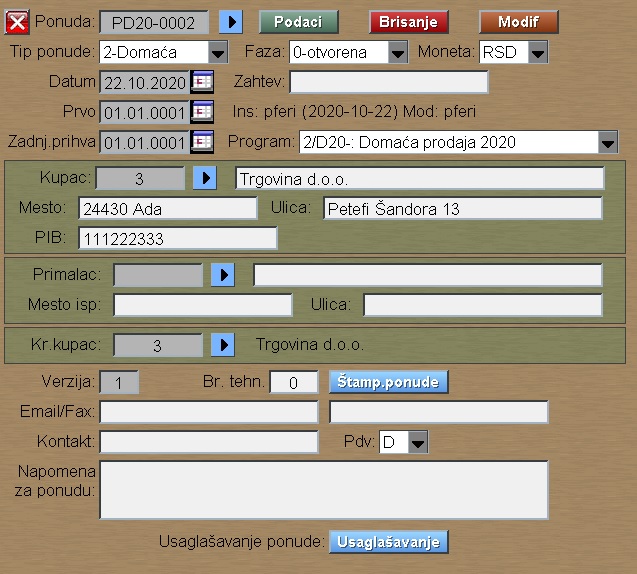 Ponuda: PD20-0002 Podaci Brisanje Modif
Tip ponude: 2-Domaća Faza: 0-otvorena Moneta: RSD
Datum 22.10.2020 Zahtev:
Prvo 01.01.0001 Ins: pferi (2020-10-22) Mod: pferi
Zadnj.prihva 01.01.0001 Program: 2/D20-: Domaća prodaja 2020
Kupac: 3 Trgovina d.o.o.
Mesto: 24430 Ada Ulica: Petefi Šandora 13
PIB: 111222333
Primalac:
Mesto isp: Ulica:
Kr.kupac: 3 Trgovina d.o.o.
Verzija: 1 Br. tehn. 0 Štamp.ponude
Email/Fax:
Kontakt: Pdv: D
Napomena
za ponudu:
Usaglašavanje ponude: Usaglašavanje